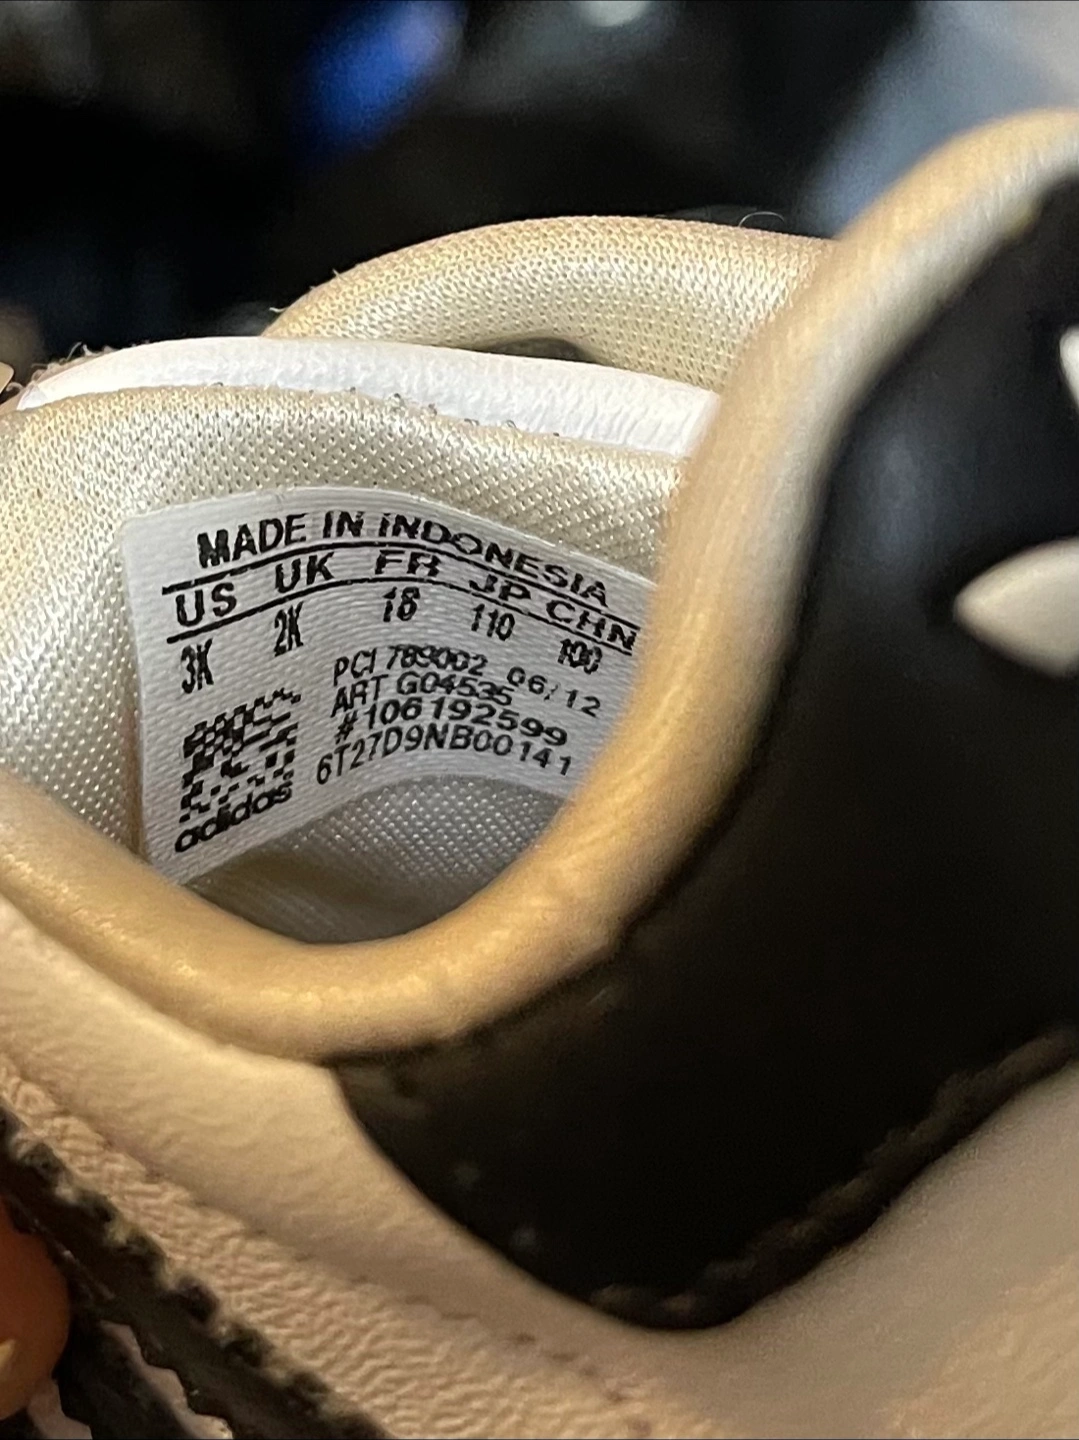 MADE IN INDONESIA
US UK FR JP CHN
3K 2K 18 110 100
PCI 789002 06/12
ART G04535
#106192599
6T27D9NB00141
adidas